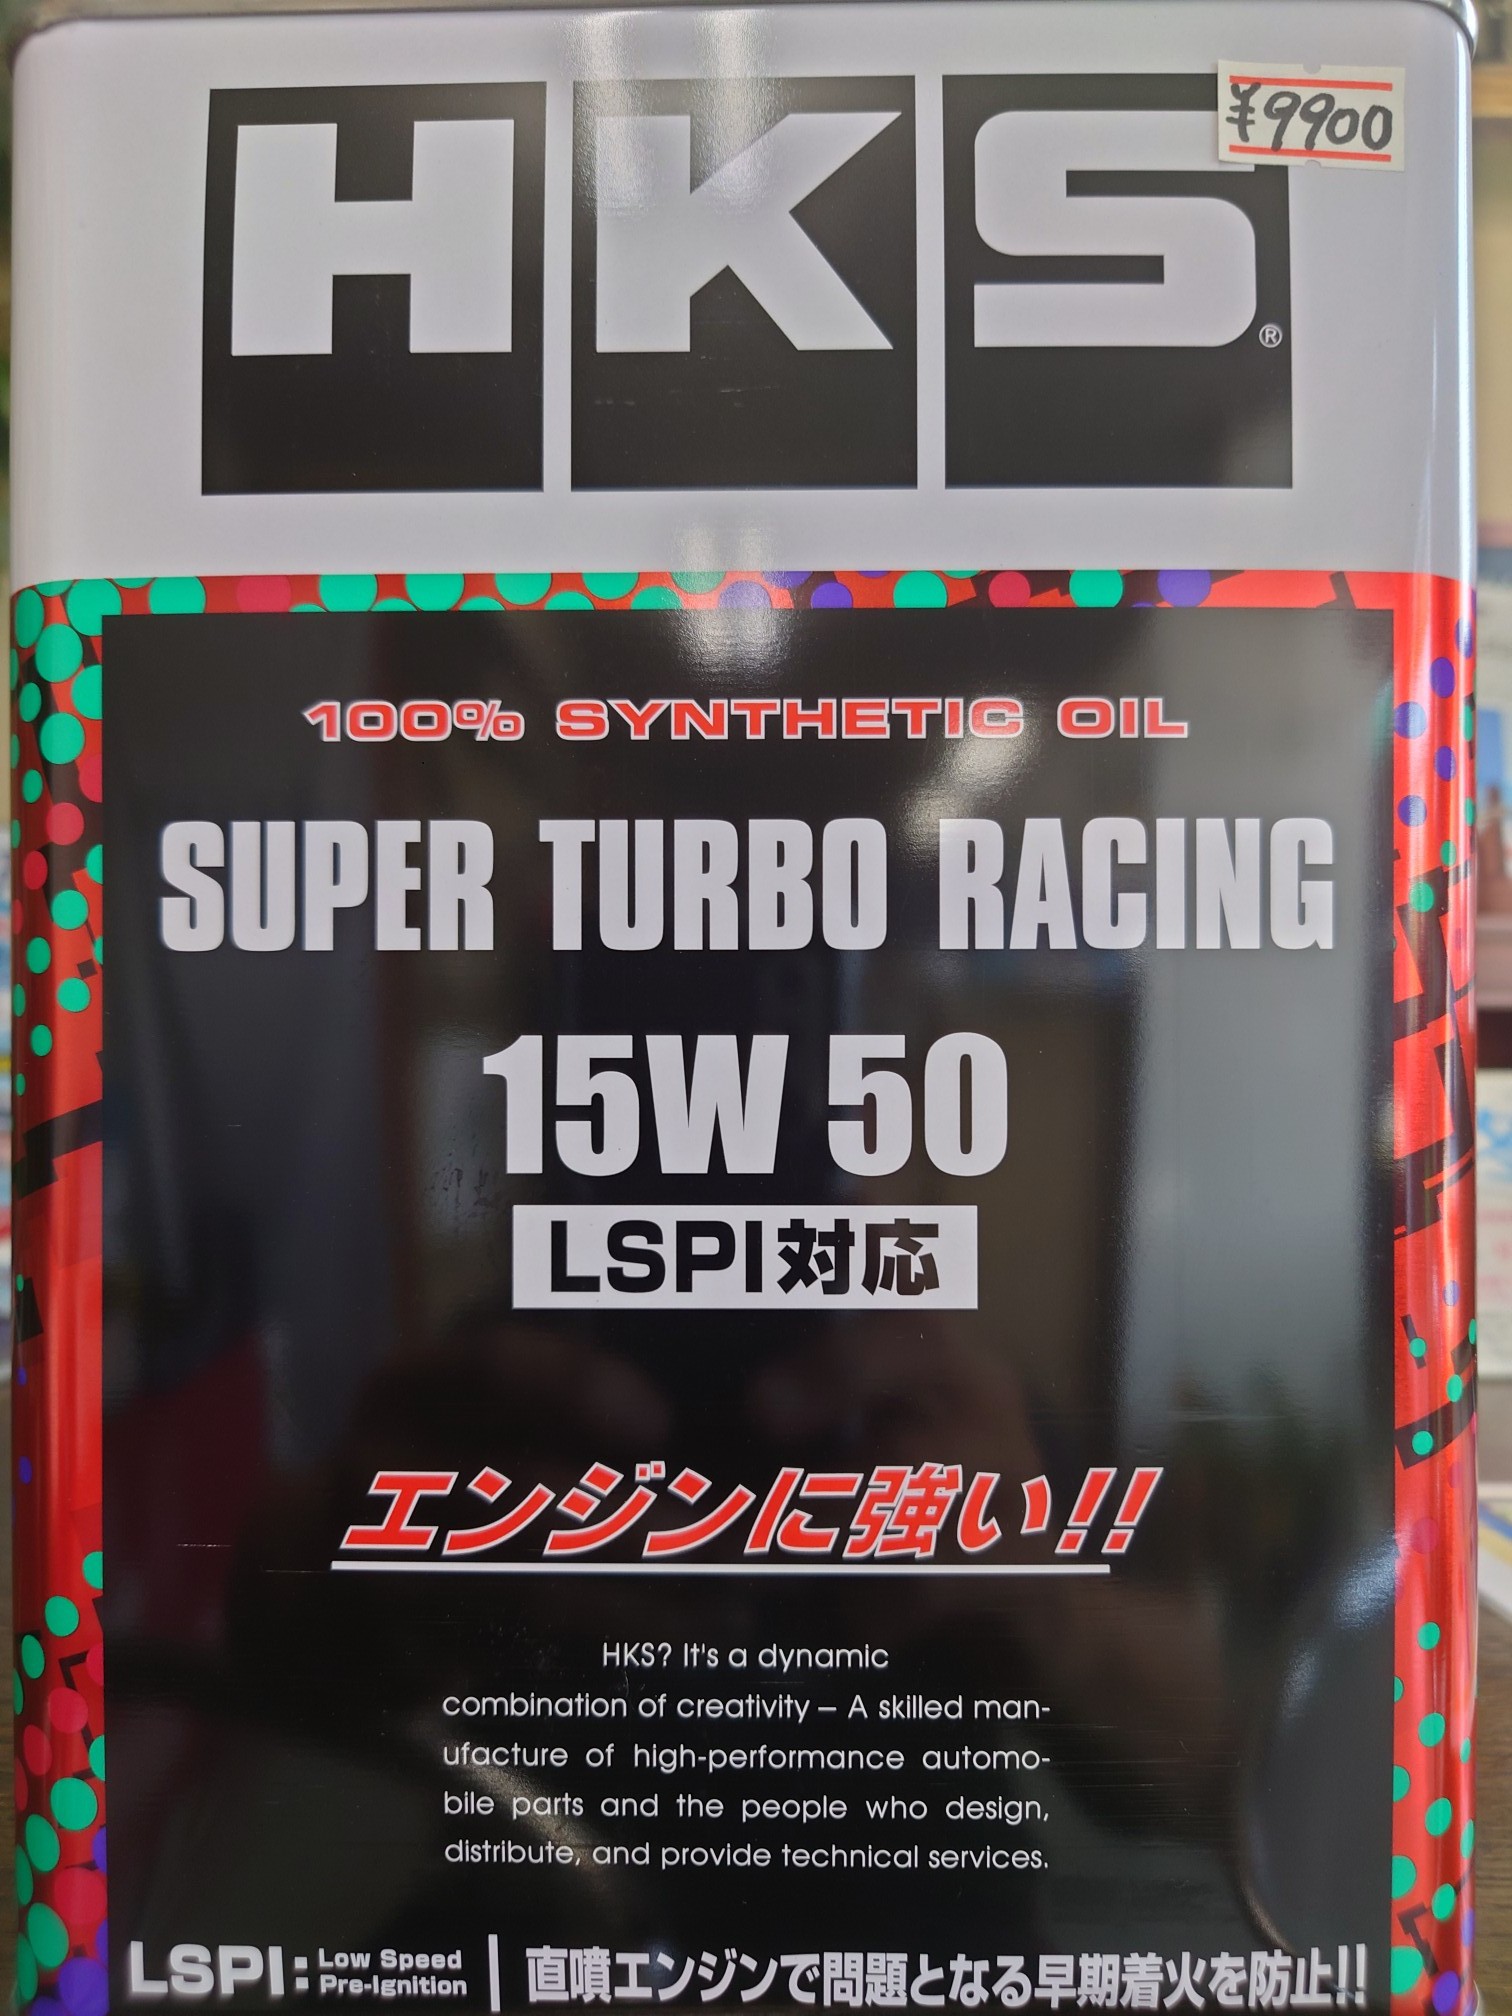 HKS®
¥9900
100% SYNTHETIC OIL
SUPER TURBO RACING
15W 50
LSPI対応
エンジンに強い!!
HKS? It's a dynamic
combination of creativity – A skilled man-
ufacture of high-performance automo-
bile parts and the people who design,
distribute, and provide technical services.
LSPI: Low Speed
Pre-Ignition
直噴エンジンで問題となる早期着火を防止!!